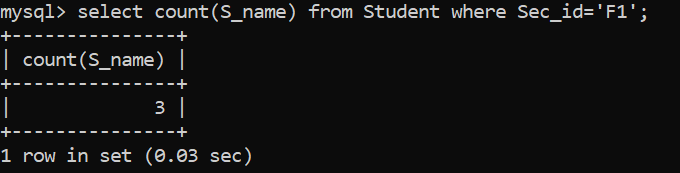 mysql> select count(S_name) from Student where Sec_id='F1';
+---------------+
| count(S_name) |
+---------------+
|             3 |
+---------------+
1 row in set (0.03 sec)